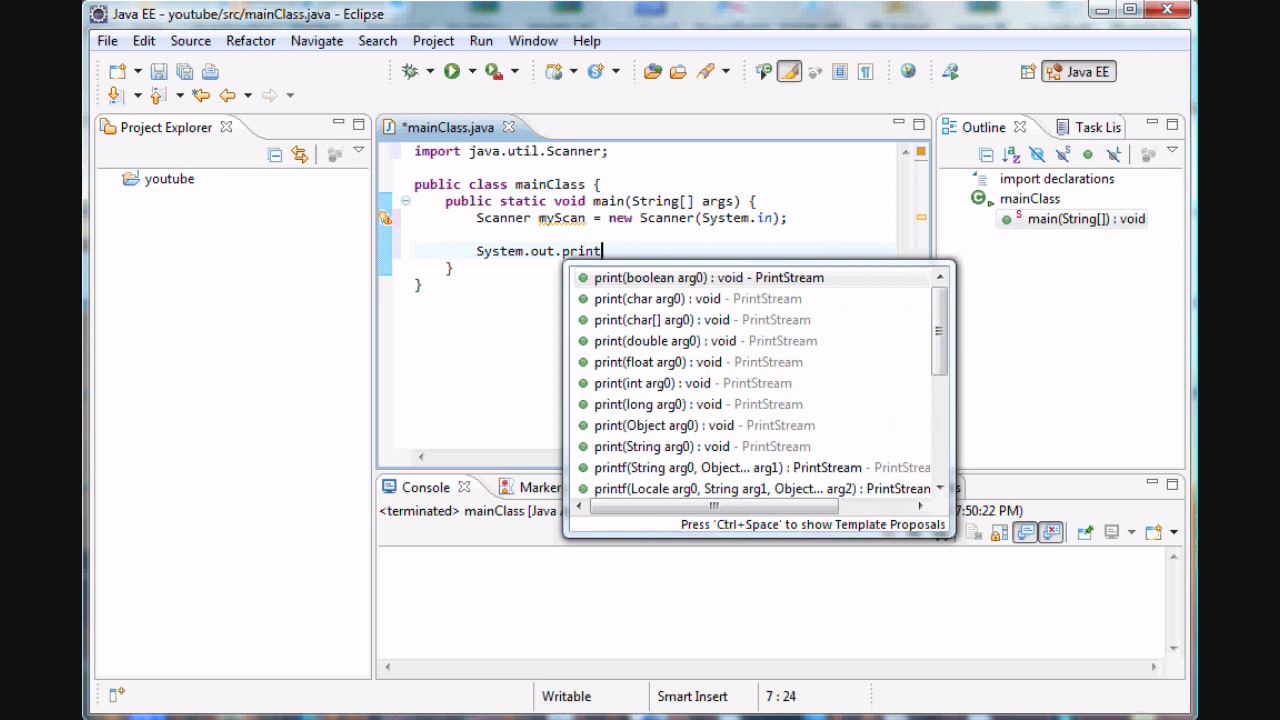 Java EE - youtube/src/mainClass.java - Eclipse
File Edit Source Refactor Navigate Search Project Run Window Help
Java EE
Project Explorer
youtube
*mainClass.java
import java.util.Scanner;
public class mainClass {
public static void main(String[] args) {
Scanner myScan = new Scanner(System.in);
System.out.print
}
}
print(boolean arg0) : void - PrintStream
print(char arg0) : void - PrintStream
print(char[] arg0) : void - PrintStream
print(double arg0) : void - PrintStream
print(float arg0) : void - PrintStream
print(int arg0) : void - PrintStream
print(long arg0) : void - PrintStream
print(Object arg0) : void - PrintStream
print(String arg0) : void - PrintStream
printf(String arg0, Object... arg1) : PrintStream - PrintStrea
printf(Locale arg0, String arg1, Object... arg2) : PrintStrean
Press 'Ctrl+Space' to show Template Proposals
Outline Task Lis
import declarations
mainClass
main(String[]) : void
Console Marker
<terminated> mainClass [Java 7:50:22 PM)
Writable Smart Insert 7 : 24